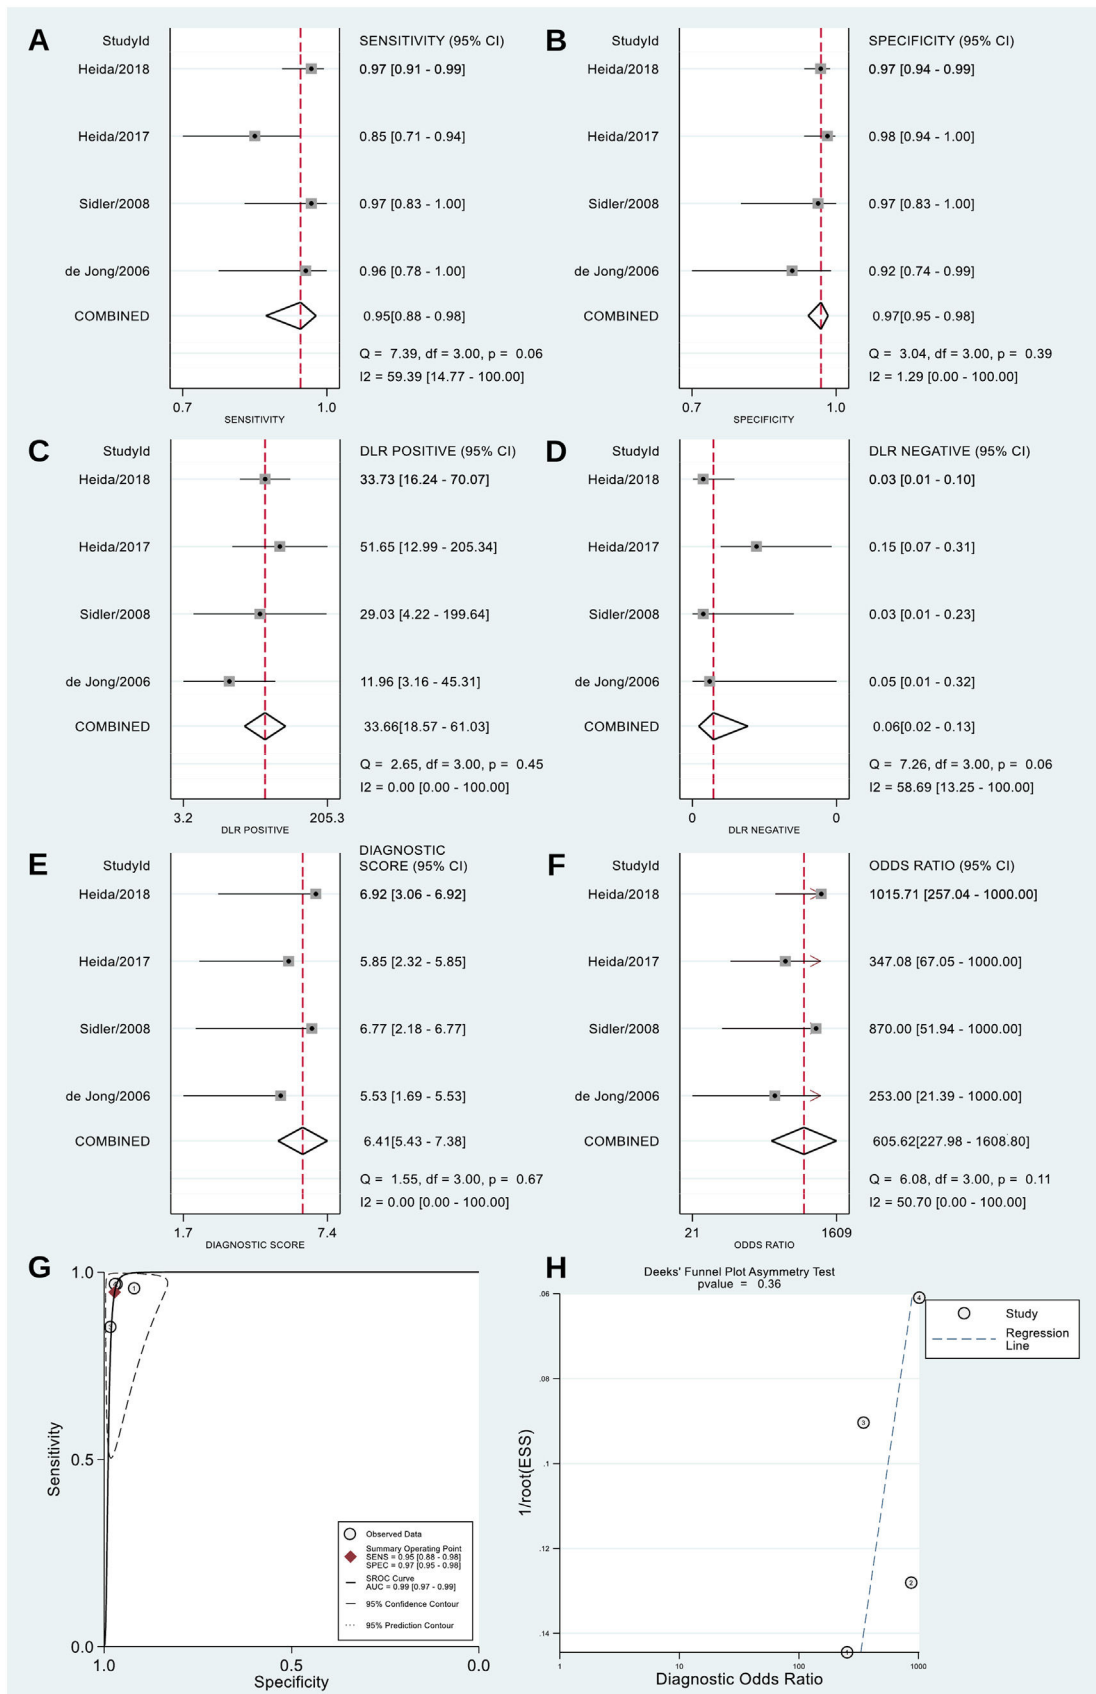 A
StudyId
SENSITIVITY (95% CI)
Heida/2018
0.97 [0.91 - 0.99]
Heida/2017
0.85 [0.71 - 0.94]
Sidler/2008
0.97 [0.83 - 1.00]
de Jong/2006
0.96 [0.78 - 1.00]
COMBINED
0.95[0.88 - 0.98]
Q = 7.39, df = 3.00, p = 0.06
I2 = 59.39 [14.77 - 100.00]
0.7
1.0
SENSITIVITY
B
StudyId
SPECIFICITY (95% CI)
Heida/2018
0.97 [0.94 - 0.99]
Heida/2017
0.98 [0.94 - 1.00]
Sidler/2008
0.97 [0.83 - 1.00]
de Jong/2006
0.92 [0.74 - 0.99]
COMBINED
0.97[0.95 - 0.98]
Q = 3.04, df = 3.00, p = 0.39
I2 = 1.29 [0.00 - 100.00]
0.7
1.0
SPECIFICITY
C
StudyId
DLR POSITIVE (95% CI)
Heida/2018
33.73 [16.24 - 70.07]
Heida/2017
51.65 [12.99 - 205.34]
Sidler/2008
29.03 [4.22 - 199.64]
de Jong/2006
11.96 [3.16 - 45.31]
COMBINED
33.66[18.57 - 61.03]
Q = 2.65, df = 3.00, p = 0.45
I2 = 0.00 [0.00 - 100.00]
3.2
205.3
DLR POSITIVE
D
StudyId
DLR NEGATIVE (95% CI)
Heida/2018
0.03 [0.01 - 0.10]
Heida/2017
0.15 [0.07 - 0.31]
Sidler/2008
0.03 [0.01 - 0.23]
de Jong/2006
0.05 [0.01 - 0.32]
COMBINED
0.06[0.02 - 0.13]
Q = 7.26, df = 3.00, p = 0.06
I2 = 58.69 [13.25 - 100.00]
0
0
DLR NEGATIVE
E
StudyId
DIAGNOSTIC
SCORE (95% CI)
Heida/2018
6.92 [3.06 - 6.92]
Heida/2017
5.85 [2.32 - 5.85]
Sidler/2008
6.77 [2.18 - 6.77]
de Jong/2006
5.53 [1.69 - 5.53]
COMBINED
6.41[5.43 - 7.38]
Q = 1.55, df = 3.00, p = 0.67
I2 = 0.00 [0.00 - 100.00]
1.7
7.4
DIAGNOSTIC SCORE
F
StudyId
ODDS RATIO (95% CI)
Heida/2018
1015.71 [257.04 - 1000.00]
Heida/2017
347.08 [67.05 - 1000.00]
Sidler/2008
870.00 [51.94 - 1000.00]
de Jong/2006
253.00 [21.39 - 1000.00]
COMBINED
605.62[227.98 - 1608.80]
Q = 6.08, df = 3.00, p = 0.11
I2 = 50.70 [0.00 - 100.00]
21
1609
ODDS RATIO
G
1.0
0.5
0.0
Sensitivity
1
3
Observed Data
Summary Operating Point
SENS = 0.95 [0.88 - 0.98]
SPEC = 0.97 [0.95 - 0.98]
SROC Curve
AUC = 0.99 [0.97 - 0.99]
95% Confidence Contour
95% Prediction Contour
1.0
0.5
0.0
Specificity
H
Deeks' Funnel Plot Asymmetry Test
pvalue = 0.36
.06
.08
.1
.12
.14
1/root(ESS)
4
3
2
1
Study
Regression
Line
1
10
100
1000
Diagnostic Odds Ratio